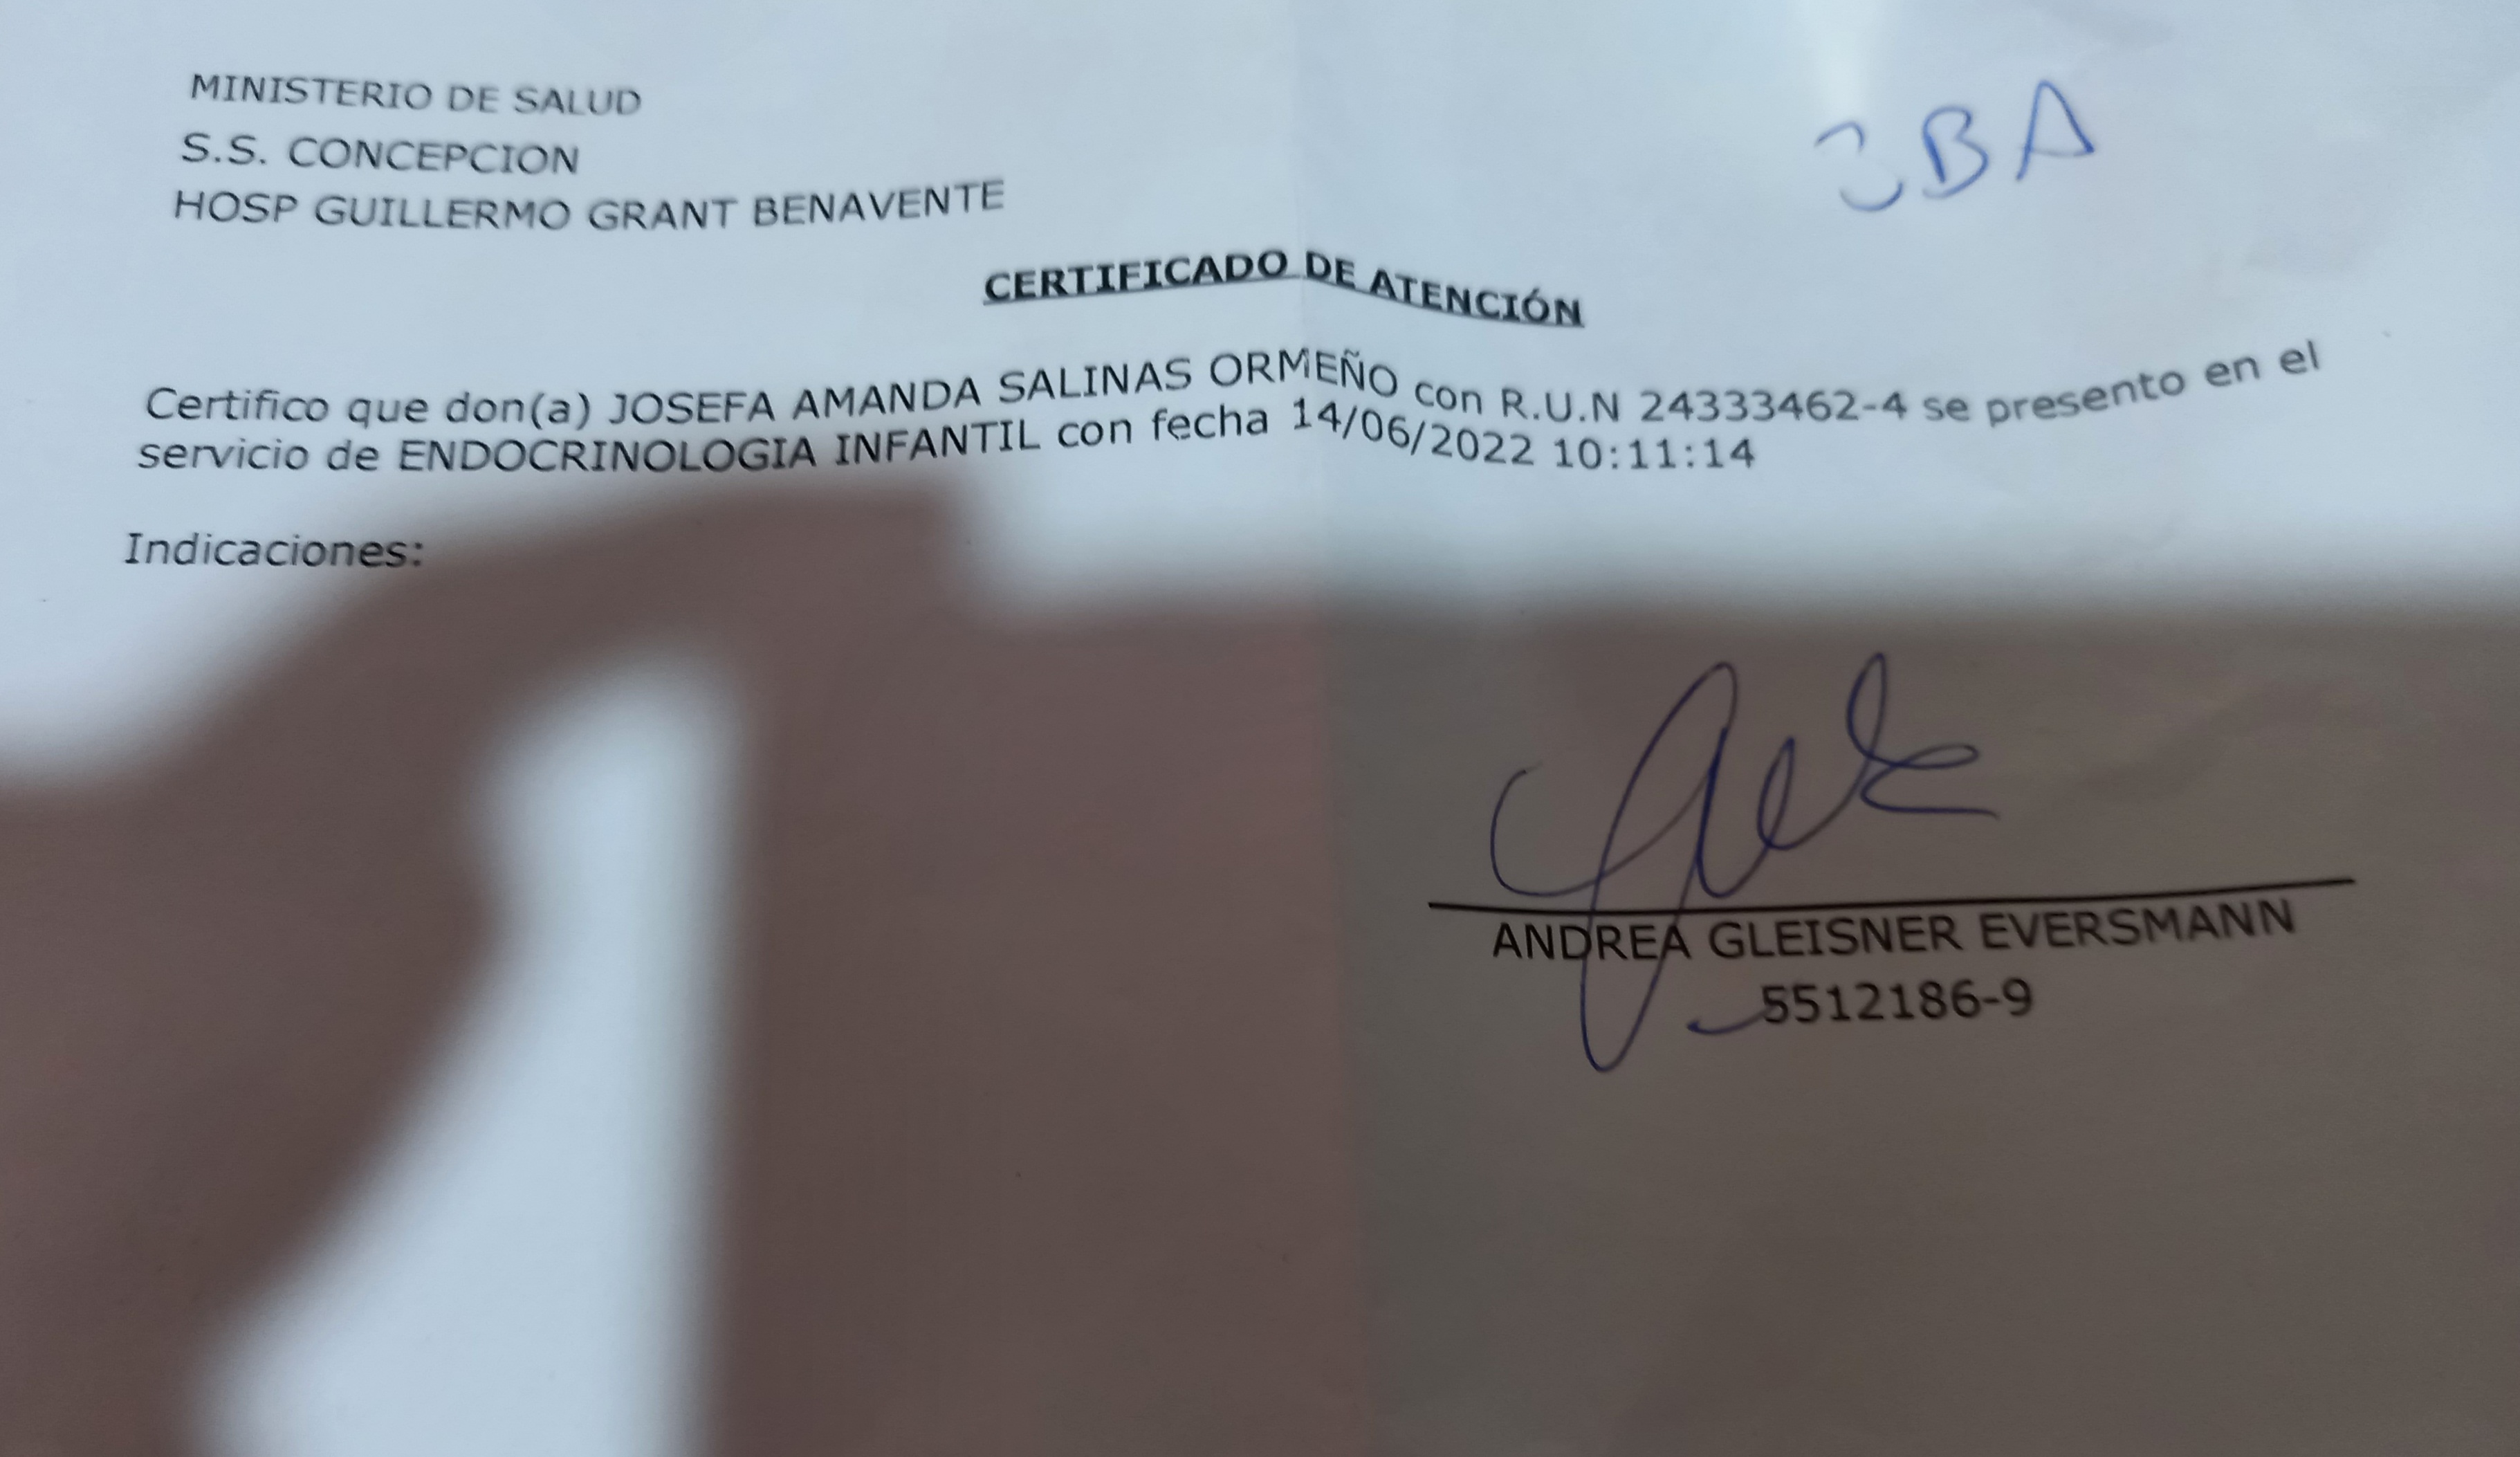 MINISTERIO DE SALUD
S.S. CONCEPCION
HOSP GUILLERMO GRANT BENAVENTE
BA
CERTIFICADO DE ATENCIÓN
Certifico que don(a) JOSEFA AMANDA SALINAS ORMEÑO con R.U.N 24333462-4 se presento en el
servicio de ENDOCRINOLOGIA INFANTIL con fecha 14/06/2022 10:11:14
Indicaciones:
ANDREA GLEISNER EVERSMANN
5512186-9